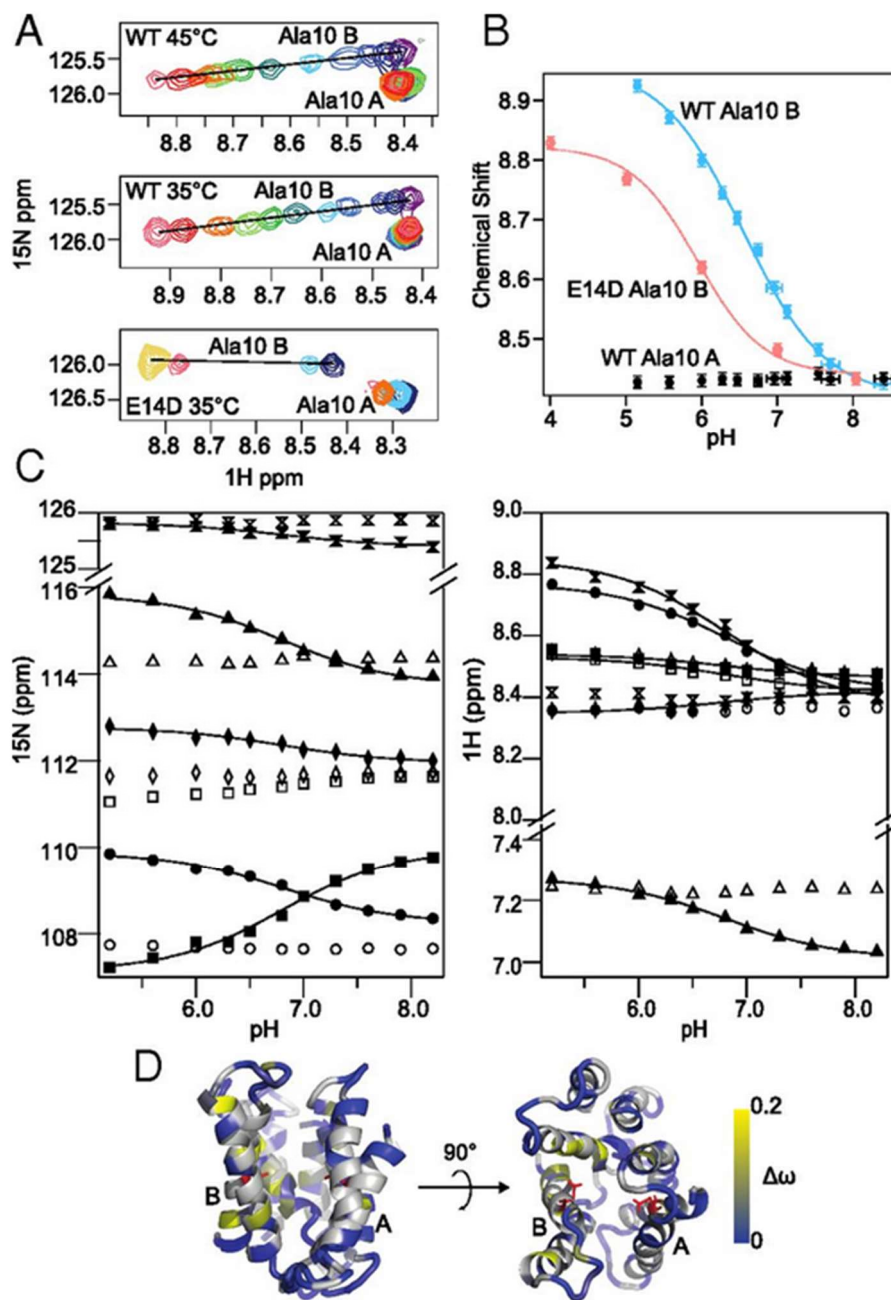 A
WT 45°C
Ala10 B
Ala10 A
125.5
126.0
8.8 8.7 8.6 8.5 8.4
WT 35°C
Ala10 B
Ala10 A
125.5
126.0
8.9 8.8 8.7 8.6 8.5 8.4
Ala10 B
Ala10 A
E14D 35°C
126.0
126.5
8.8 8.7 8.6 8.5 8.4 8.3
15N ppm
1H ppm
B
8.9
8.8
8.7
8.6
8.5
Chemical Shift
WT Ala10 B
E14D Ala10 B
WT Ala10 A
4 5 6 7 8
pH
C
126
125
116
114
112
110
108
15N (ppm)
6.0 7.0 8.0
pH
9.0
8.8
8.6
8.4
8.2
8.0
7.4
7.2
7.0
1H (ppm)
6.0 7.0 8.0
pH
D
B
A
90°
B
A
0.2
Δω
0